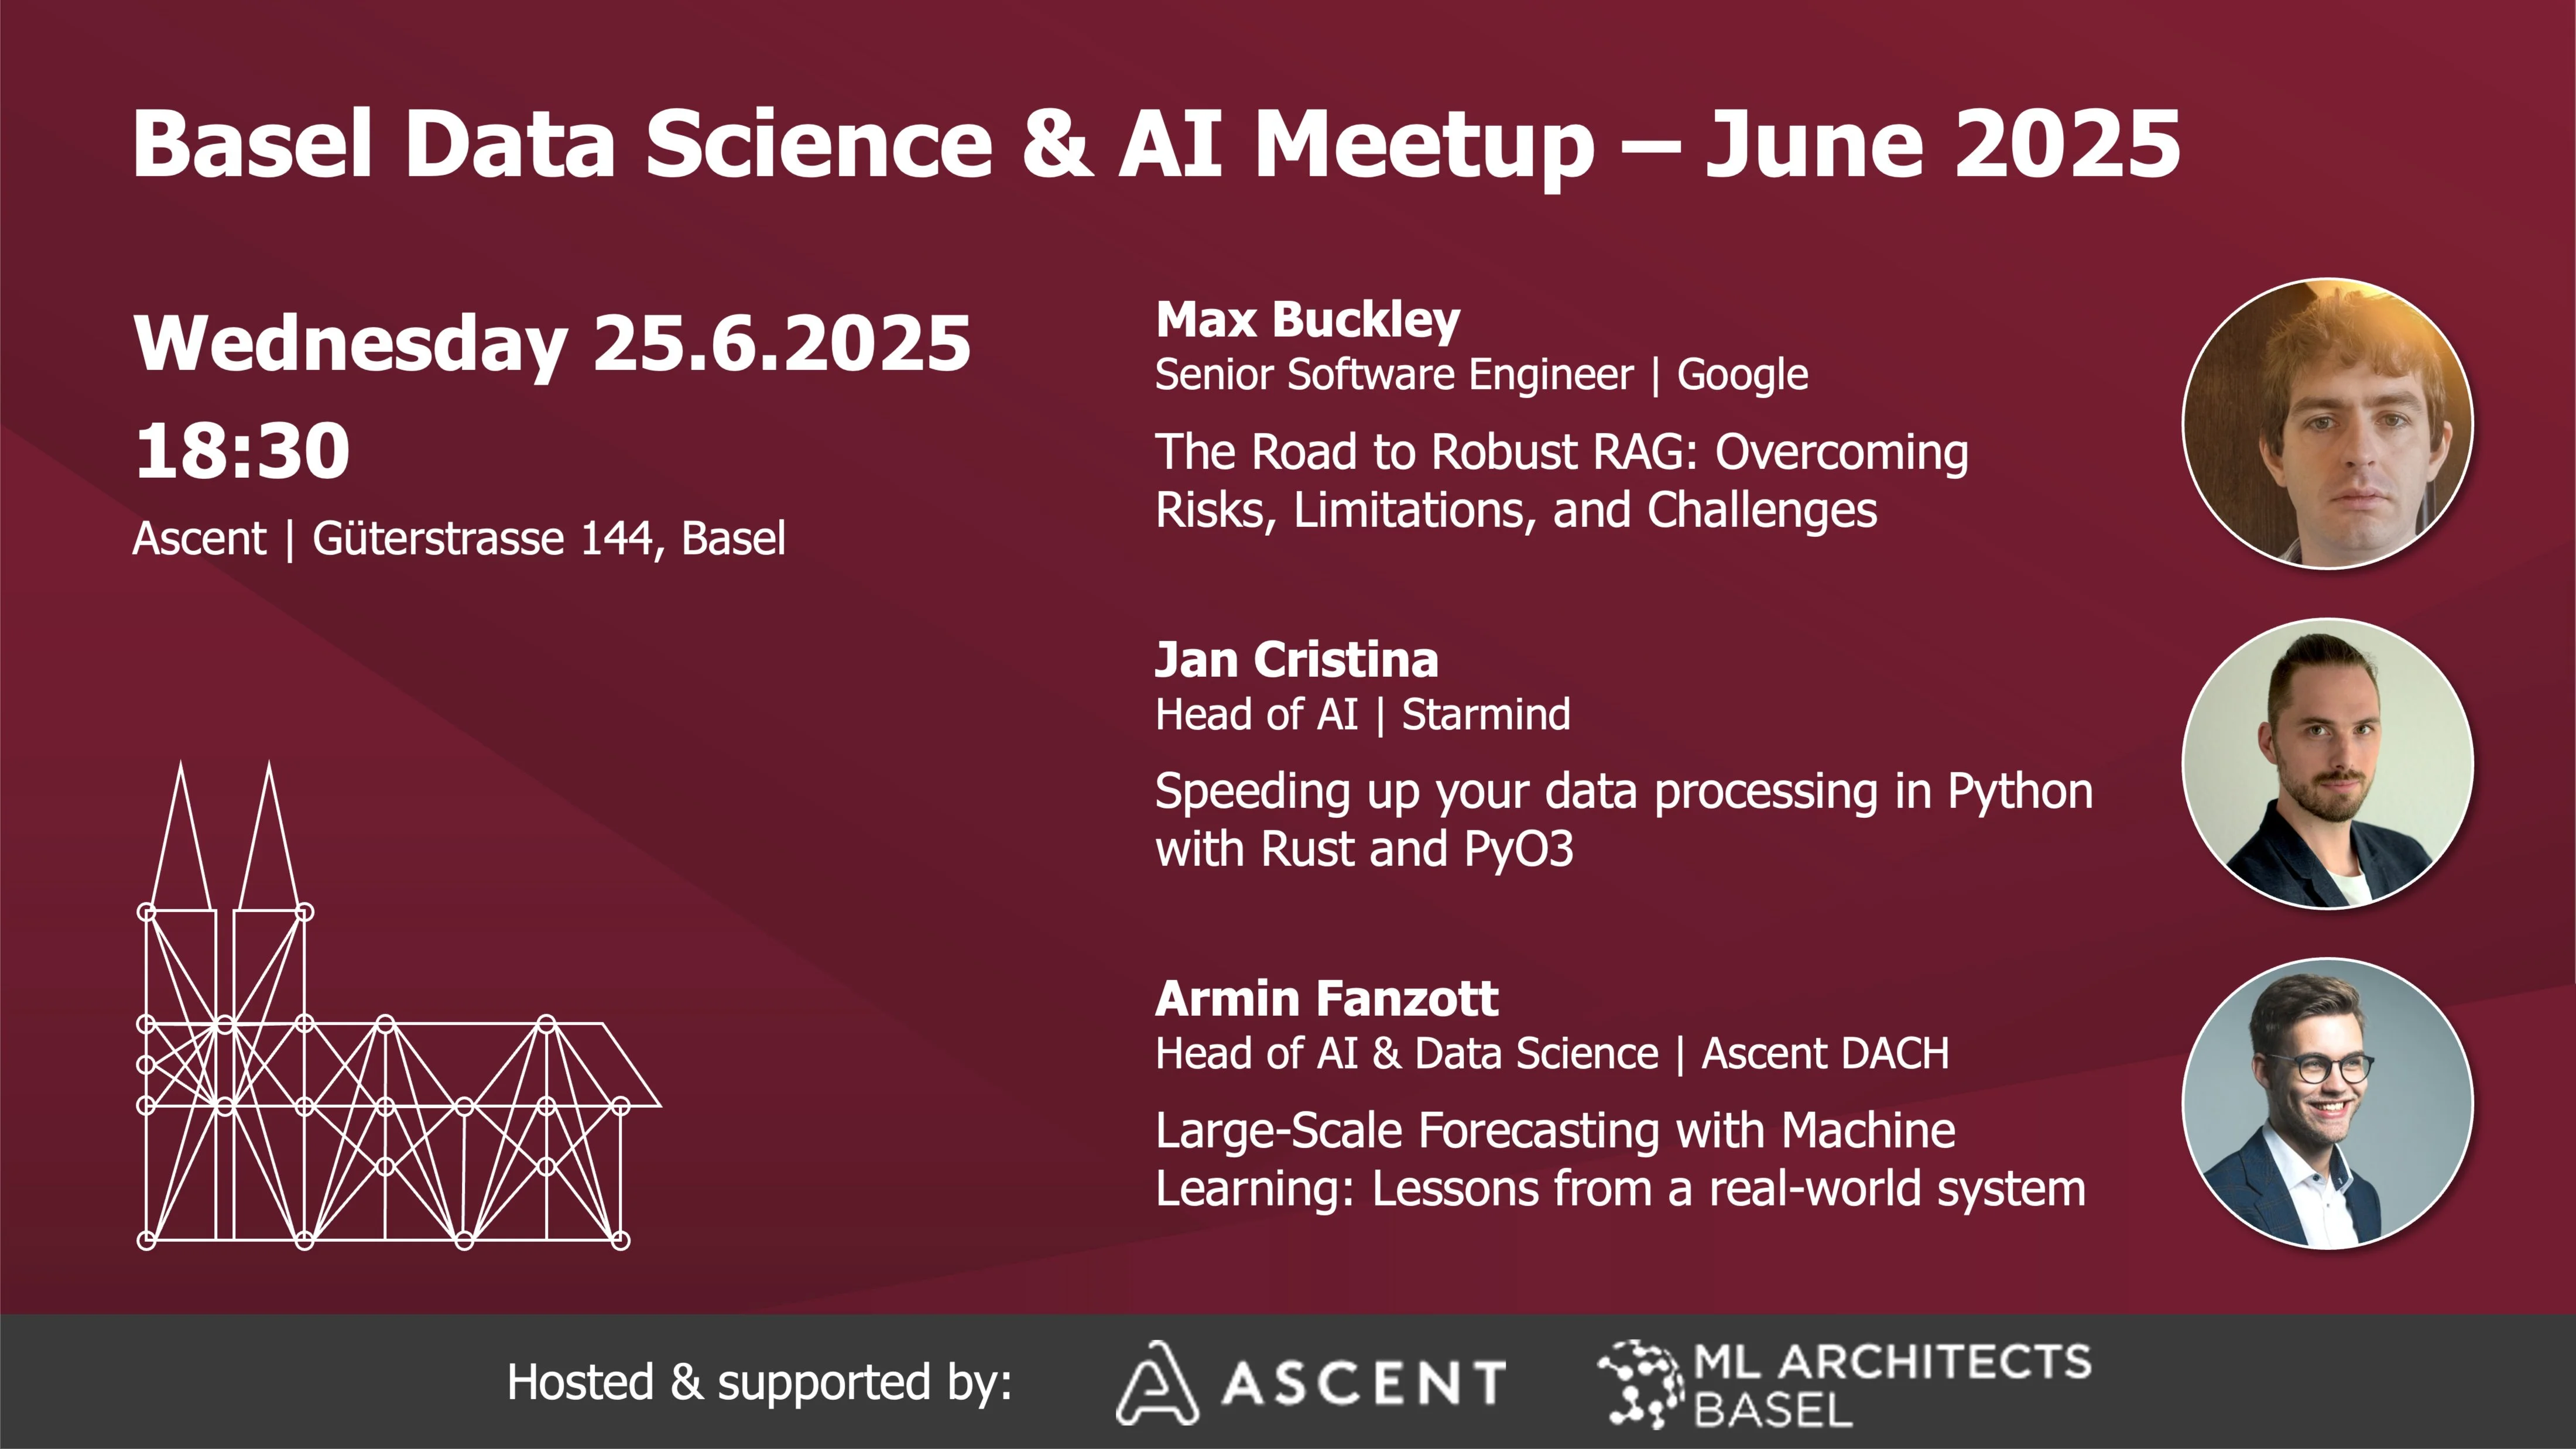 Basel Data Science & AI Meetup – June 2025
Wednesday 25.6.2025
18:30
Ascent | Güterstrasse 144, Basel
Max Buckley
Senior Software Engineer | Google
The Road to Robust RAG: Overcoming
Risks, Limitations, and Challenges
Jan Cristina
Head of AI | Starmind
Speeding up your data processing in Python
with Rust and PyO3
Armin Fanzott
Head of AI & Data Science | Ascent DACH
Large-Scale Forecasting with Machine
Learning: Lessons from a real-world system
Hosted & supported by:
ASCENT
ML ARCHITECTS
BASEL